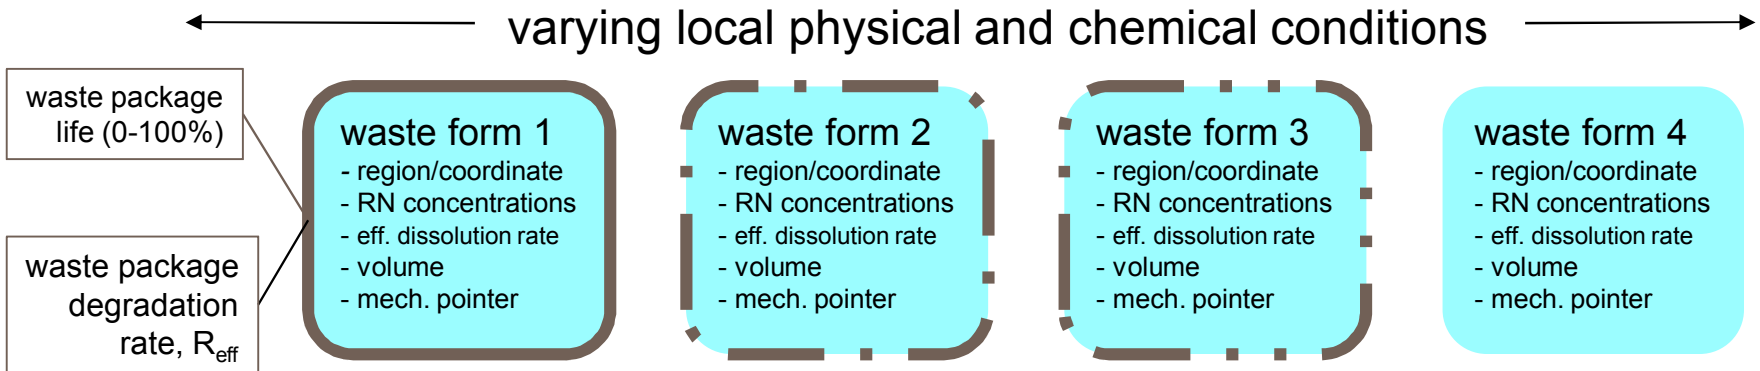 varying local physical and chemical conditions
waste package
life (0-100%)
waste package
degradation
rate, Reff
waste form 1
- region/coordinate
- RN concentrations
- eff. dissolution rate
- volume
- mech. pointer
waste form 2
- region/coordinate
- RN concentrations
- eff. dissolution rate
- volume
- mech. pointer
waste form 3
- region/coordinate
- RN concentrations
- eff. dissolution rate
- volume
- mech. pointer
waste form 4
- region/coordinate
- RN concentrations
- eff. dissolution rate
- volume
- mech. pointer